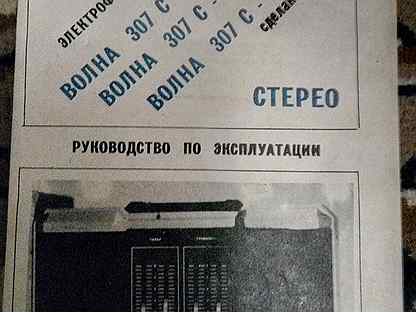 ВОЛНА 307 С
ВОЛНА 307 С -
ВОЛНА 307 С -
СТЕРЕО
РУКОВОДСТВО ПО ЭКСПЛУАТАЦИИ